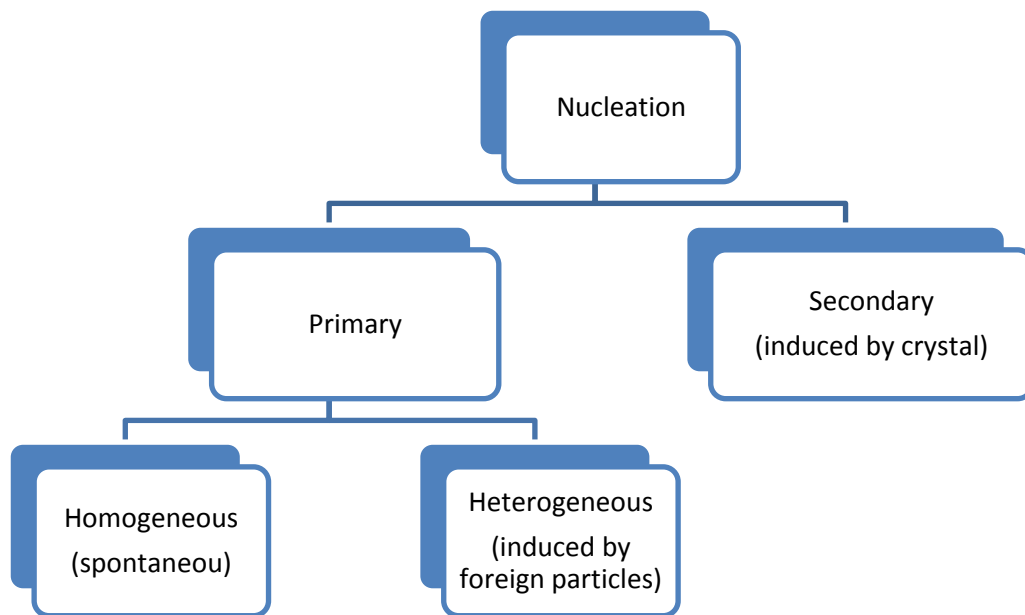 Nucleation
Primary
Secondary
(induced by crystal)
Homogeneous
(spontaneou)
Heterogeneous
(induced by
foreign particles)